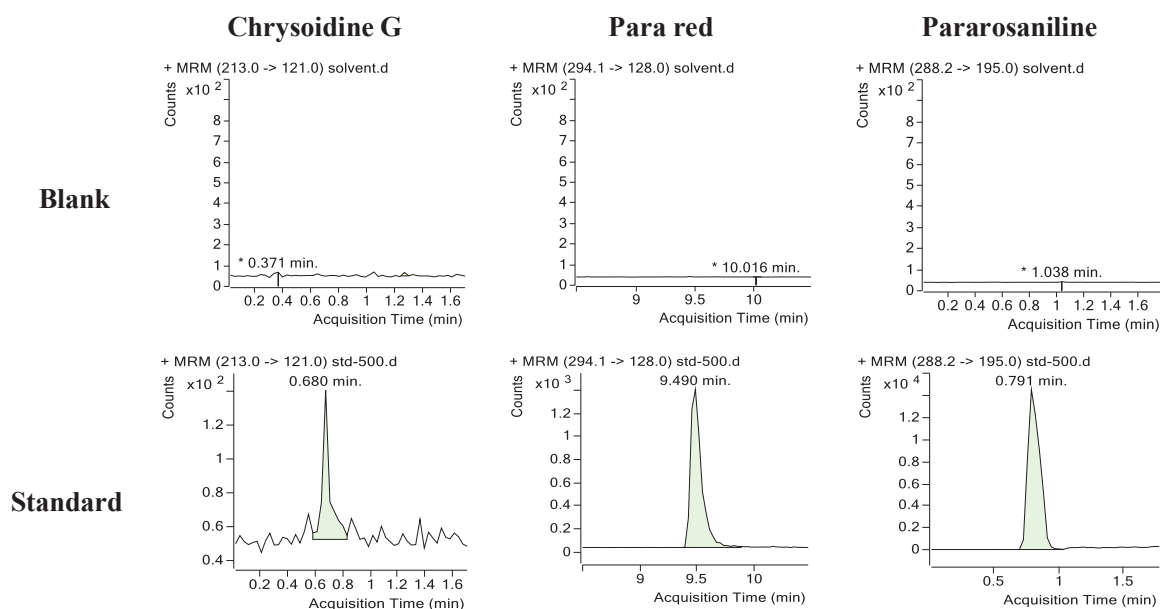 Chrysoidine G
Para red
Pararosaniline
Blank
+ MRM (213.0 -> 121.0) solvent.d
Counts
x10 2
8
7
6
5
4
3
2
1
0
* 0.371 min.
0.2 0.4 0.6 0.8 1 1.2 1.4 1.6
Acquisition Time (min)
+ MRM (294.1 -> 128.0) solvent.d
Counts
x10 2
8
7
6
5
4
3
2
1
0
* 10.016 min.
9 9.5 10
Acquisition Time (min)
+ MRM (288.2 -> 195.0) solvent.d
Counts
x10 2
8
7
6
5
4
3
2
1
0
* 1.038 min.
0.2 0.4 0.6 0.8 1 1.2 1.4 1.6
Acquisition Time (min)
Standard
+ MRM (213.0 -> 121.0) std-500.d
Counts
x10 2
0.680 min.
1.2
1
0.8
0.6
0.4
0.2 0.4 0.6 0.8 1 1.2 1.4 1.6
Acquisition Time (min)
+ MRM (294.1 -> 128.0) std-500.d
Counts
x10 3
9.490 min.
1.2
1
0.8
0.6
0.4
0.2
0
9 9.5 10
Acquisition Time (min)
+ MRM (288.2 -> 195.0) std-500.d
Counts
x10 4
0.791 min.
1.2
1
0.8
0.6
0.4
0.2
0
0.5 1 1.5
Acquisition Time (min)